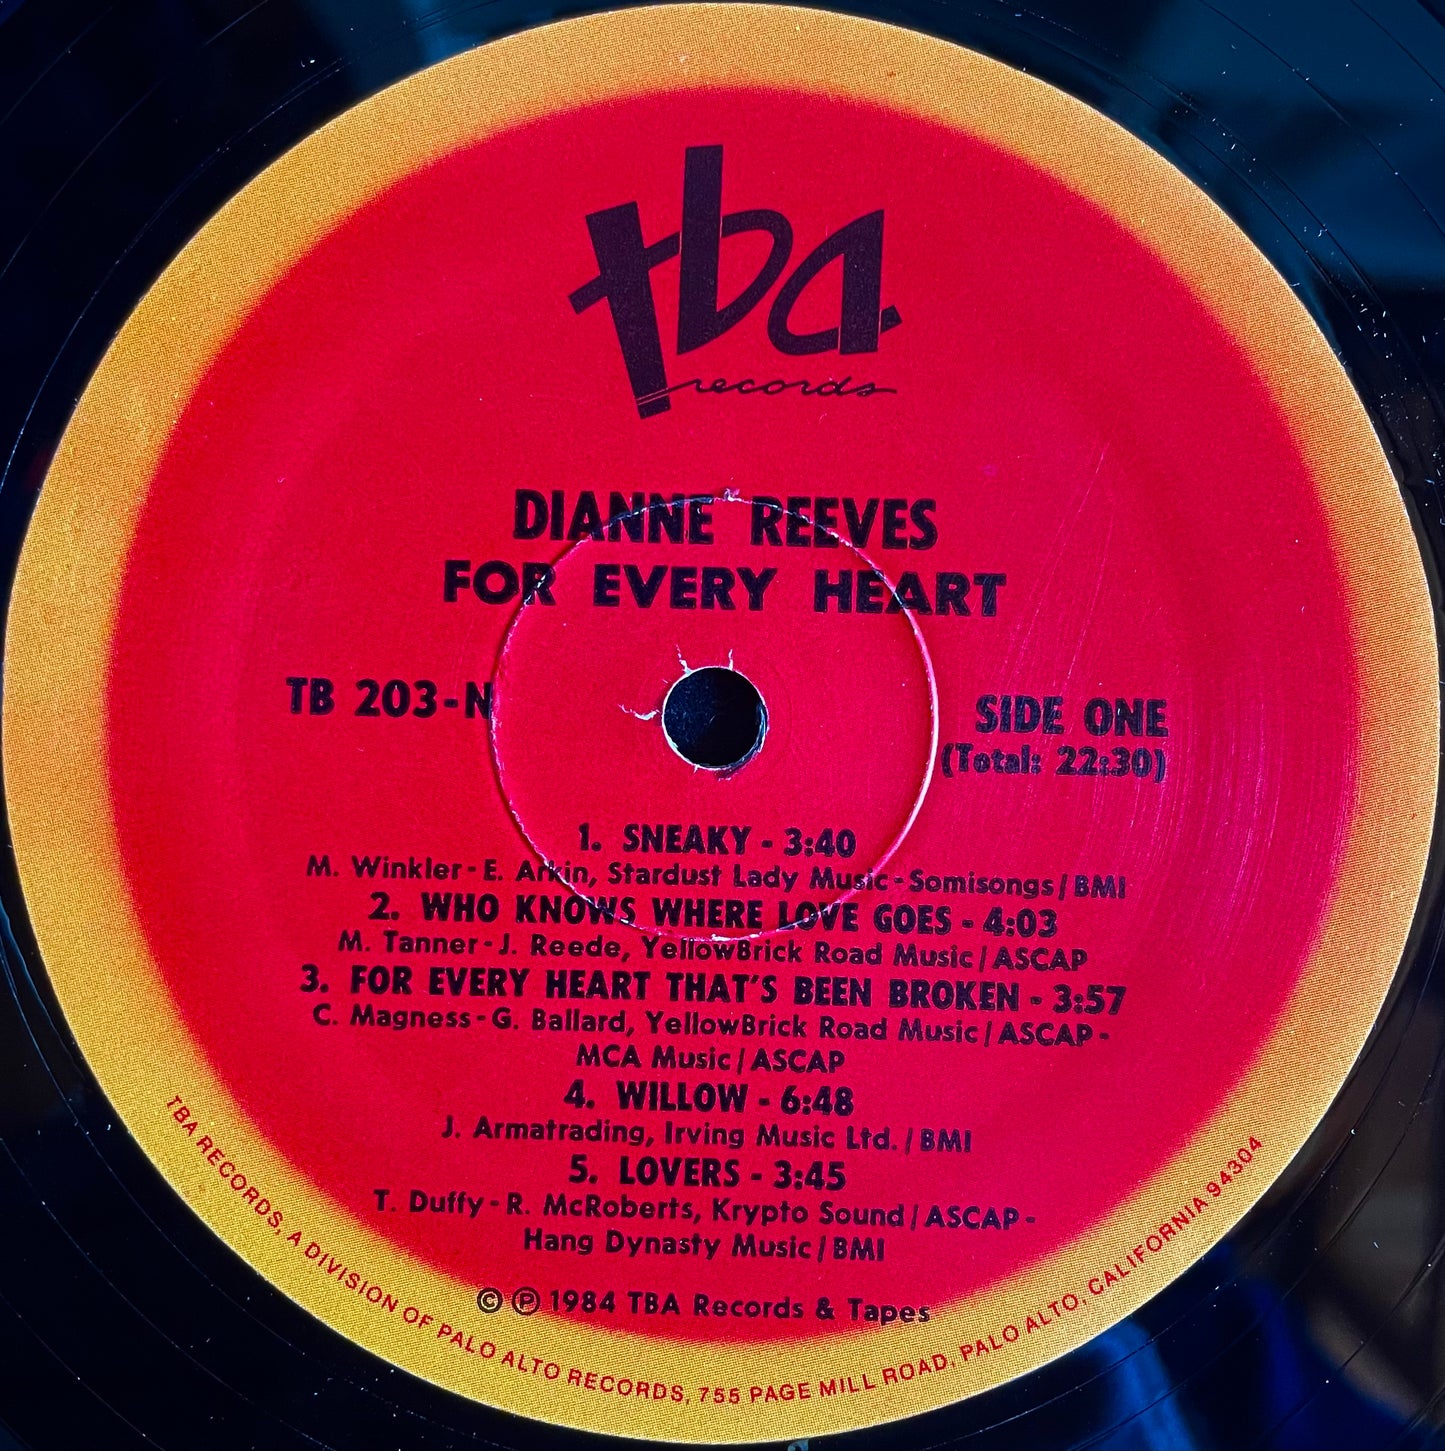 tba
records
DIANNE REEVES
FOR EVERY HEART
TB 203-N
SIDE ONE
(Total: 22:30)
1. SNEAKY - 3:40
M. Winkler - E. Arkin, Stardust Lady Music - Somisongs / BMI
2. WHO KNOWS WHERE LOVE GOES - 4:03
M. Tanner - J. Reede, YellowBrick Road Music / ASCAP
3. FOR EVERY HEART THAT'S BEEN BROKEN - 3:57
C. Magness - G. Ballard, YellowBrick Road Music / ASCAP -
MCA Music / ASCAP
4. WILLOW - 6:48
J. Armatrading, Irving Music Ltd. / BMI
5. LOVERS - 3:45
T. Duffy - R. McRoberts, Krypto Sound / ASCAP -
Hang Dynasty Music / BMI
© ℗ 1984 TBA Records & Tapes
TBA RECORDS, A DIVISION OF PALO ALTO RECORDS, 755 PAGE MILL ROAD, PALO ALTO, CALIFORNIA 94304